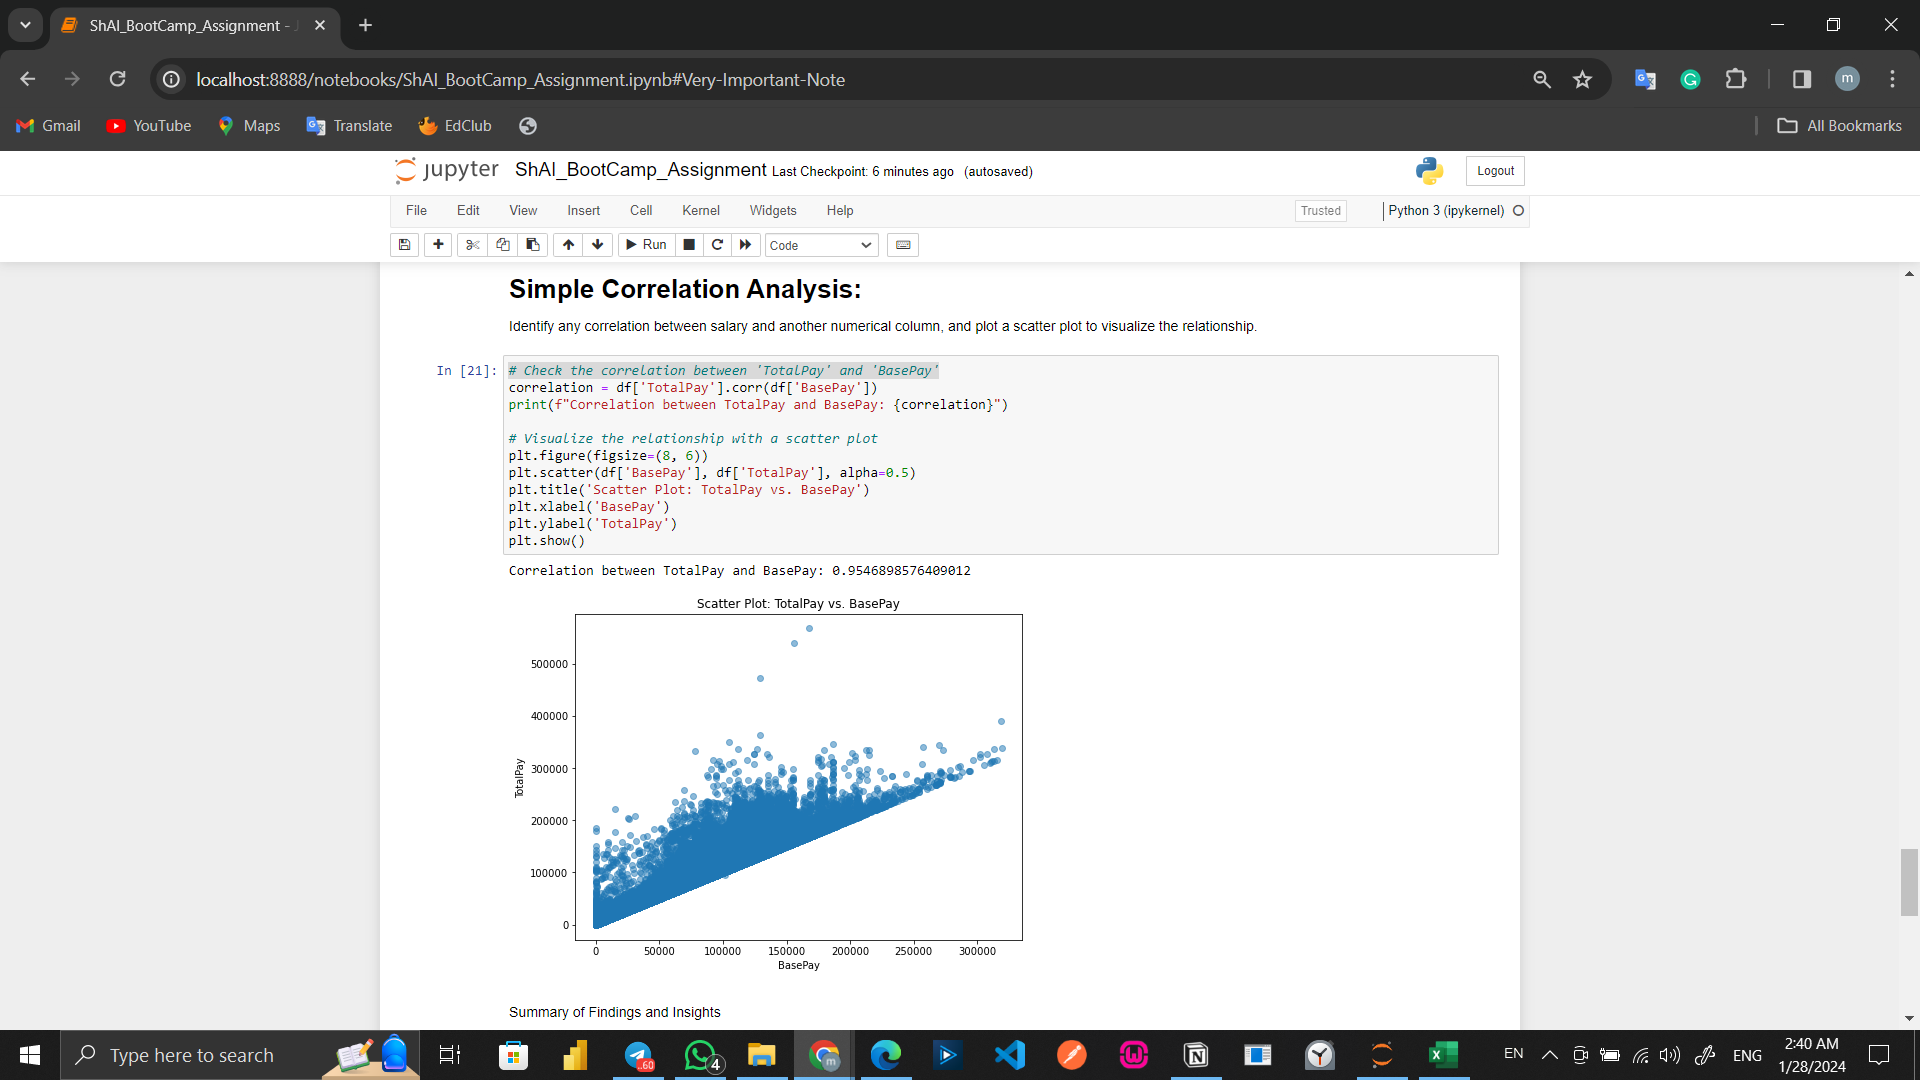 ShAI_BootCamp_Assignment - J
localhost:8888/notebooks/ShAI_BootCamp_Assignment.ipynb#Very-Important-Note
m
Gmail YouTube Maps Translate EdClub All Bookmarks
jupyter ShAI_BootCamp_Assignment Last Checkpoint: 6 minutes ago (autosaved) Logout
File Edit View Insert Cell Kernel Widgets Help Trusted Python 3 (ipykernel)
Run Code
Simple Correlation Analysis:
Identify any correlation between salary and another numerical column, and plot a scatter plot to visualize the relationship.
In [21]: # Check the correlation between 'TotalPay' and 'BasePay'
correlation = df['TotalPay'].corr(df['BasePay'])
print(f"Correlation between TotalPay and BasePay: {correlation}")
# Visualize the relationship with a scatter plot
plt.figure(figsize=(8, 6))
plt.scatter(df['BasePay'], df['TotalPay'], alpha=0.5)
plt.title('Scatter Plot: TotalPay vs. BasePay')
plt.xlabel('BasePay')
plt.ylabel('TotalPay')
plt.show()
Correlation between TotalPay and BasePay: 0.9546898576409012
Scatter Plot: TotalPay vs. BasePay
500000
400000
300000
TotalPay
200000
100000
0
0 50000 100000 150000 200000 250000 300000
BasePay
Summary of Findings and Insights
Type here to search
..60
4
m
EN
ENG
2:40 AM
1/28/2024